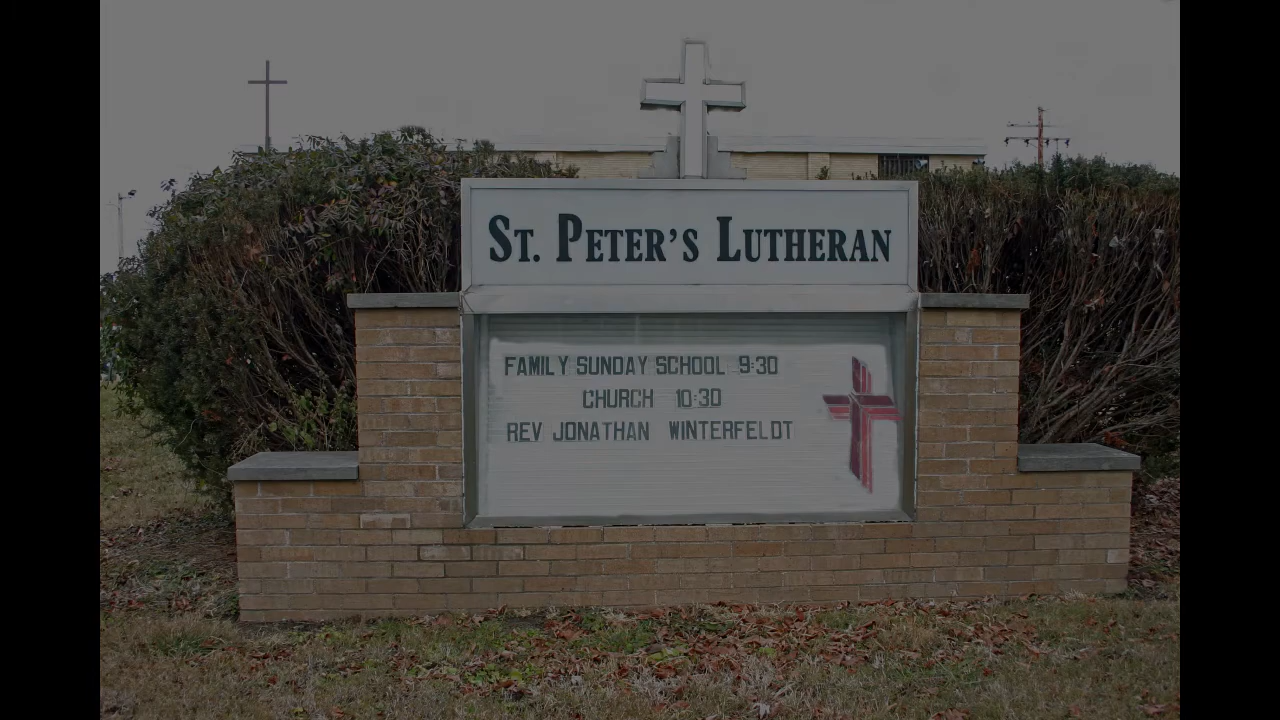 ST. PETER'S LUTHERAN
FAMILY SUNDAY SCHOOL 9:30
CHURCH 10:30
REV JONATHAN WINTERFELDT